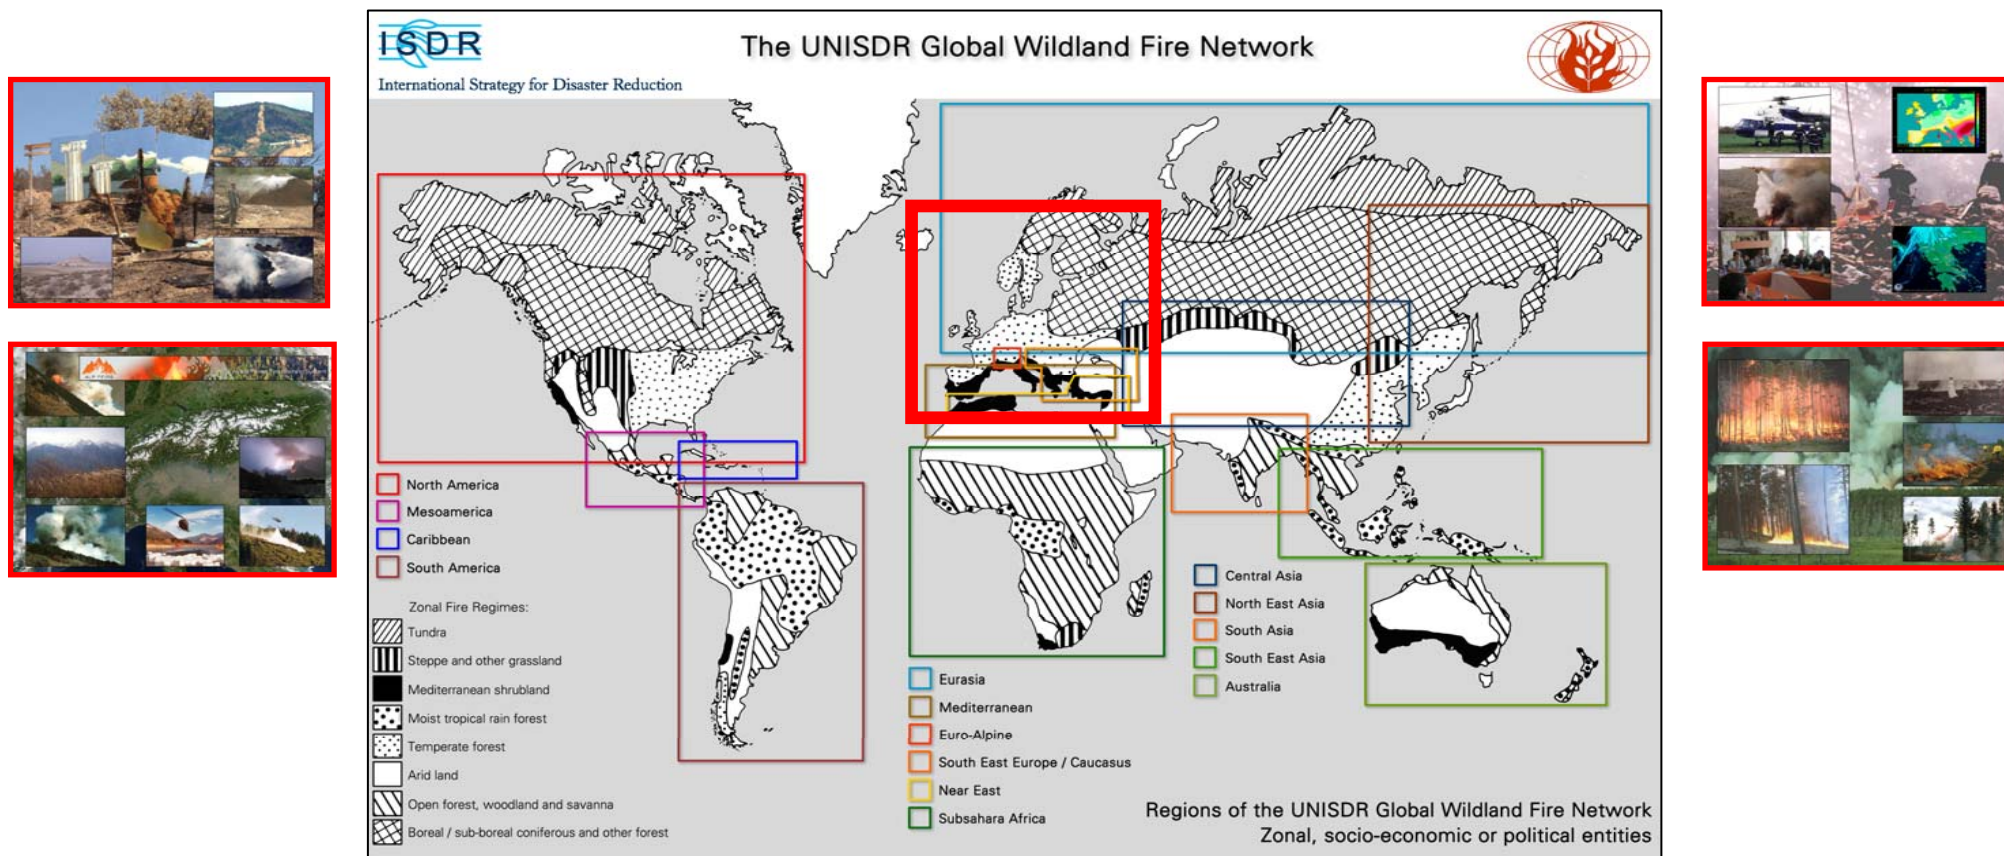 ISDR
International Strategy for Disaster Reduction
The UNISDR Global Wildland Fire Network
North America
Mesoamerica
Caribbean
South America
Zonal Fire Regimes:
Tundra
Steppe and other grassland
Mediterranean shrubland
Moist tropical rain forest
Temperate forest
Arid land
Open forest, woodland and savanna
Boreal / sub-boreal coniferous and other forest
Eurasia
Mediterranean
Euro-Alpine
South East Europe / Caucasus
Near East
Subsahara Africa
Central Asia
North East Asia
South Asia
South East Asia
Australia
Regions of the UNISDR Global Wildland Fire Network
Zonal, socio-economic or political entities